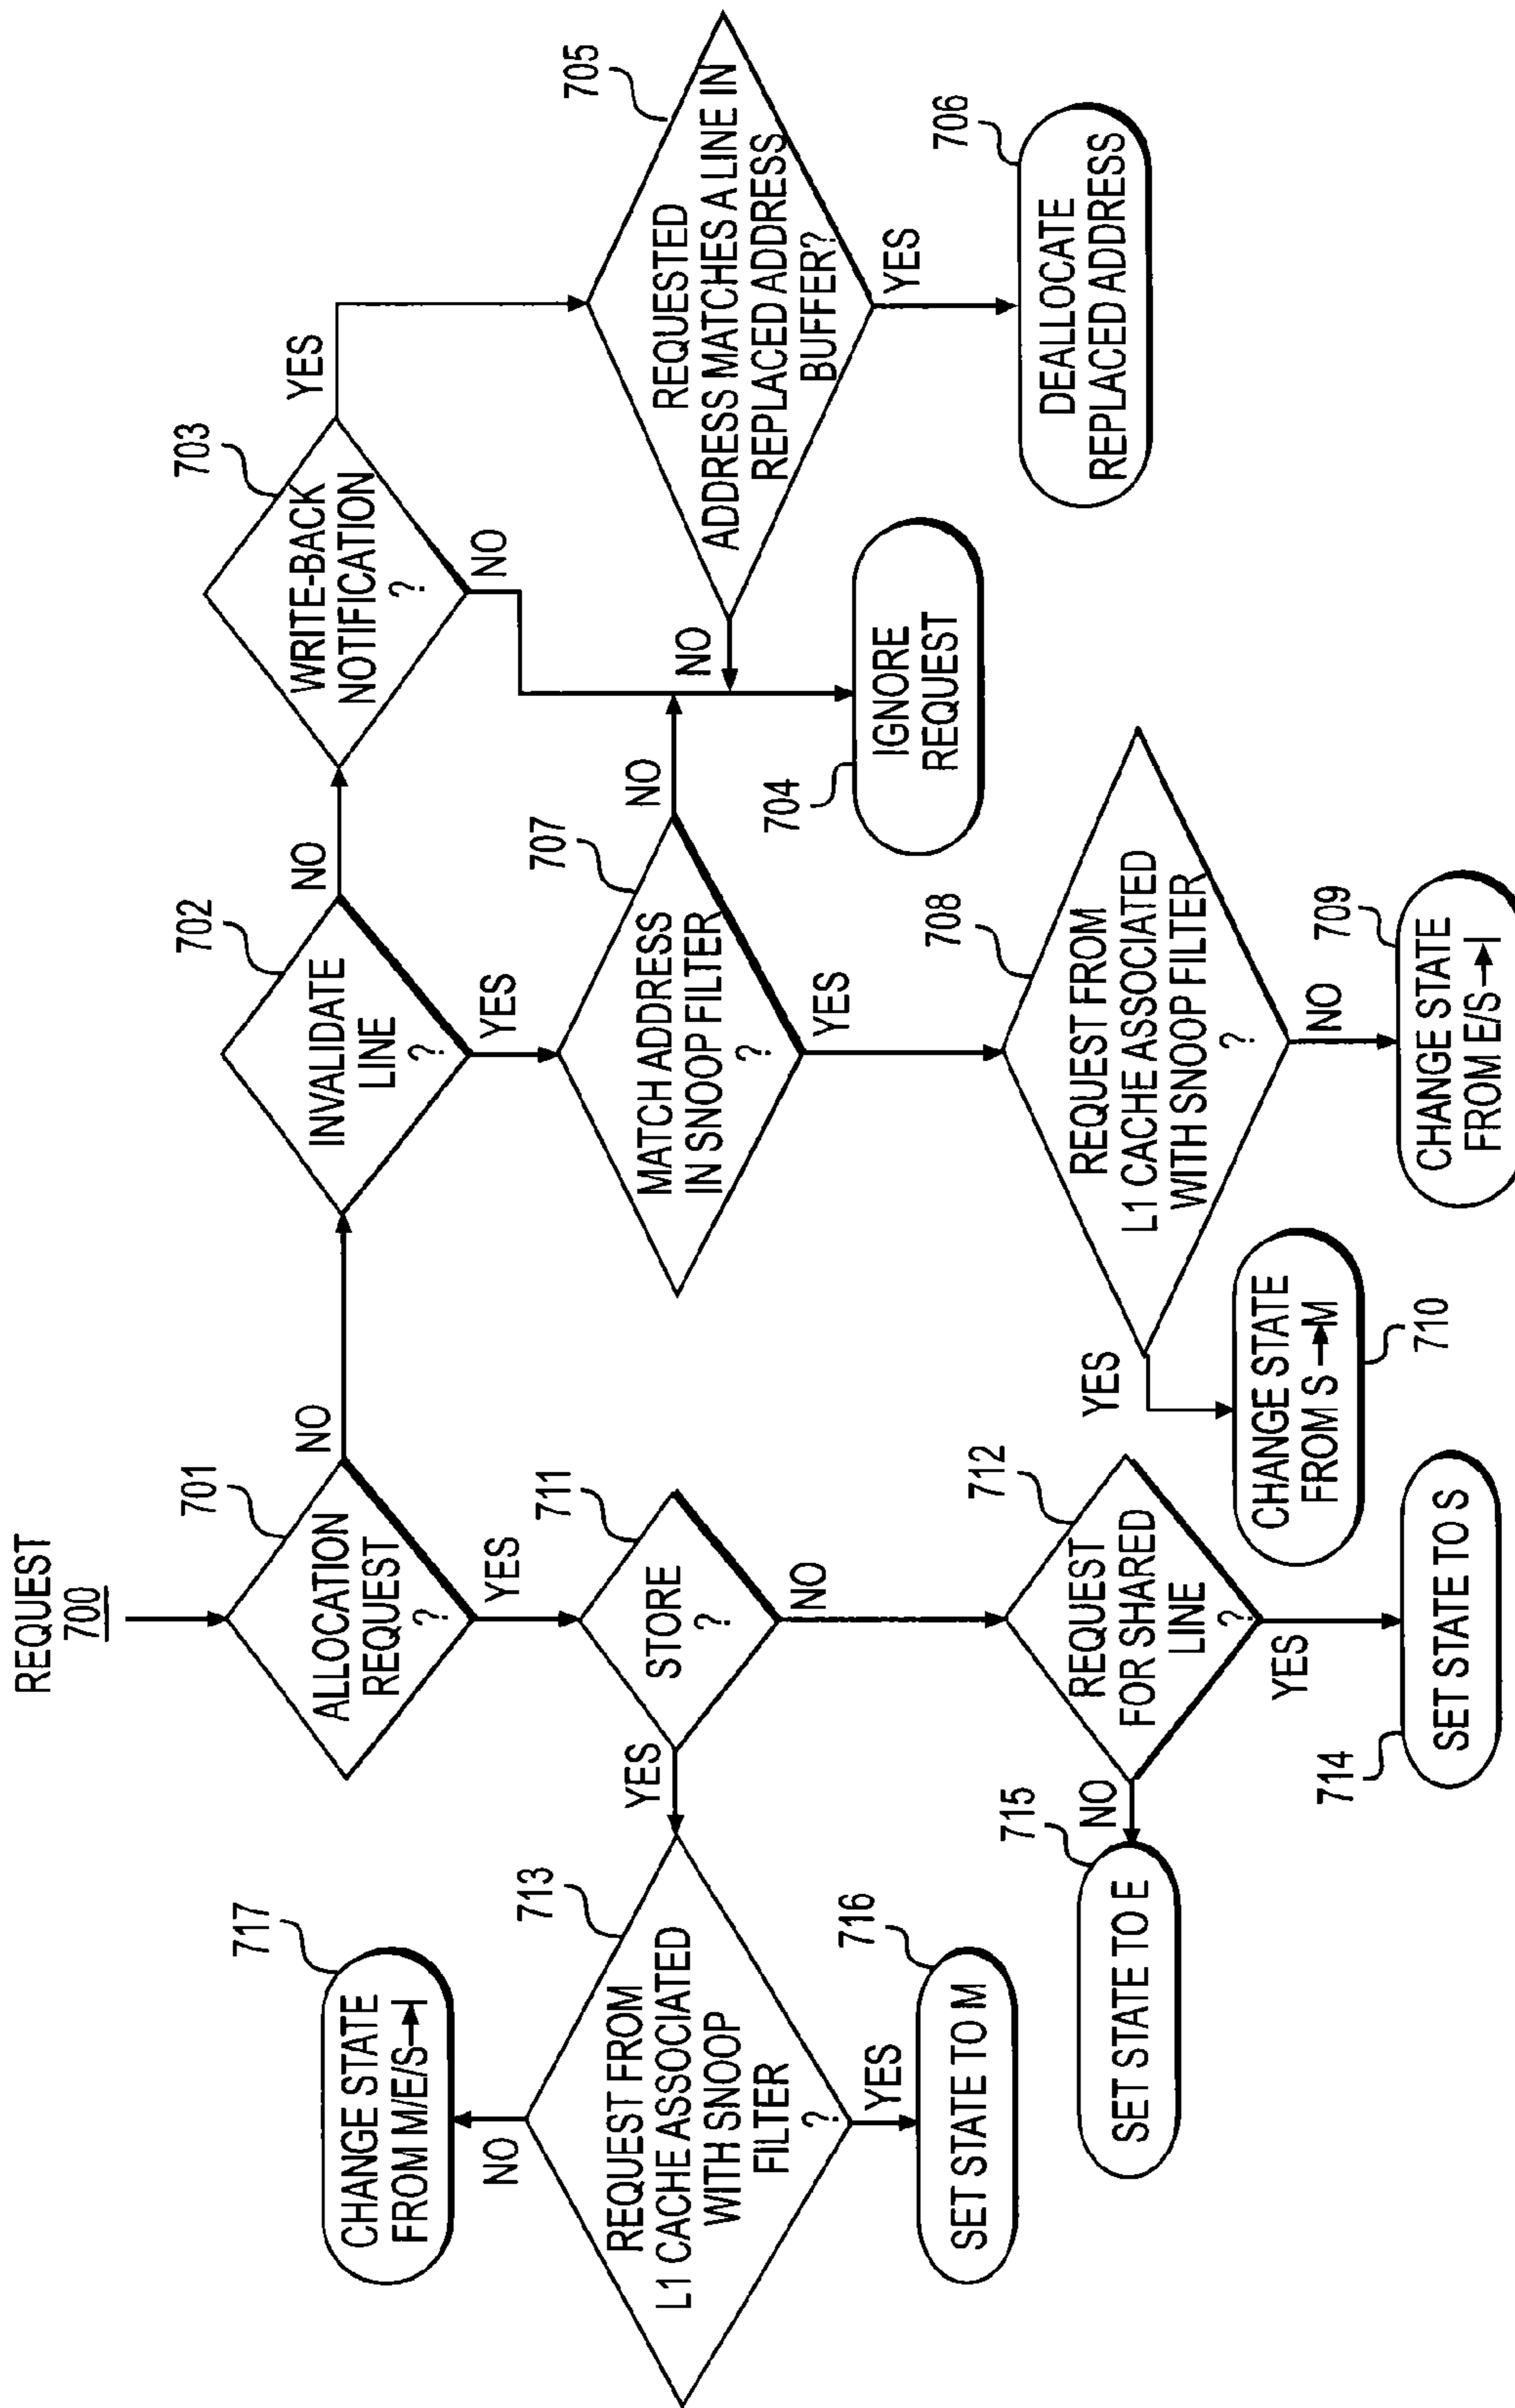 REQUEST
700
701
ALLOCATION
REQUEST
?
NO
YES
702
INVALIDATE
LINE
?
NO
YES
703
WRITE-BACK
NOTIFICATION
?
YES
NO
705
REQUESTED
ADDRESS MATCHES A LINE IN
REPLACED ADDRESS
BUFFER?
NO
YES
706
DEALLOCATE
REPLACED ADDRESS
704
IGNORE
REQUEST
707
MATCH ADDRESS
IN SNOOP FILTER
?
NO
YES
708
REQUEST FROM
L1 CACHE ASSOCIATED
WITH SNOOP FILTER
?
YES
NO
709
CHANGE STATE
FROM E/S→I
CHANGE STATE
FROM S→M
710
711
STORE
?
YES
NO
712
REQUEST
FOR SHARED
LINE
?
NO
YES
713
REQUEST FROM
L1 CACHE ASSOCIATED
WITH SNOOP
FILTER
?
NO
YES
717
CHANGE STATE
FROM M/E/S→I
716
SET STATE TO M
715
SET STATE TO E
714
SET STATE TO S